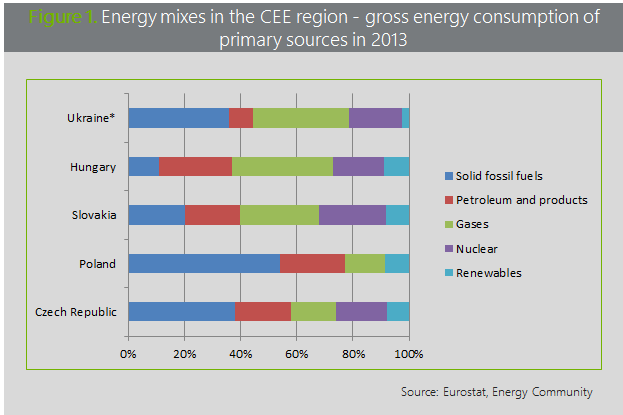 Figure 1. Energy mixes in the CEE region - gross energy consumption of
primary sources in 2013
Ukraine*
Hungary
Slovakia
Poland
Czech Republic
0% 20% 40% 60% 80% 100%
Solid fossil fuels
Petroleum and products
Gases
Nuclear
Renewables
Source: Eurostat, Energy Community